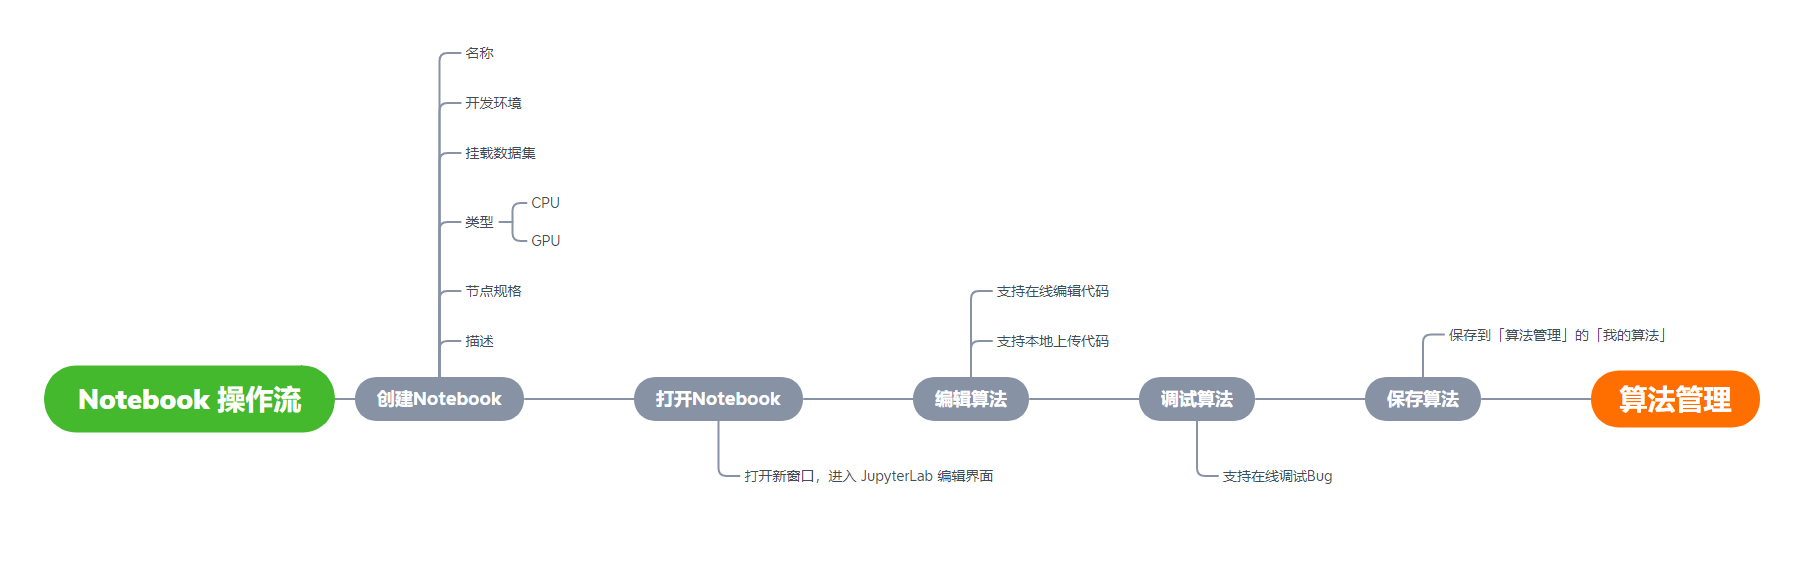 名称
开发环境
挂载数据集
类型
CPU
GPU
节点规格
描述
支持在线编辑代码
支持本地上传代码
保存到「算法管理」的「我的算法」
Notebook 操作流
创建Notebook
打开Notebook
编辑算法
调试算法
保存算法
算法管理
打开新窗口，进入 JupyterLab 编辑界面
支持在线调试Bug